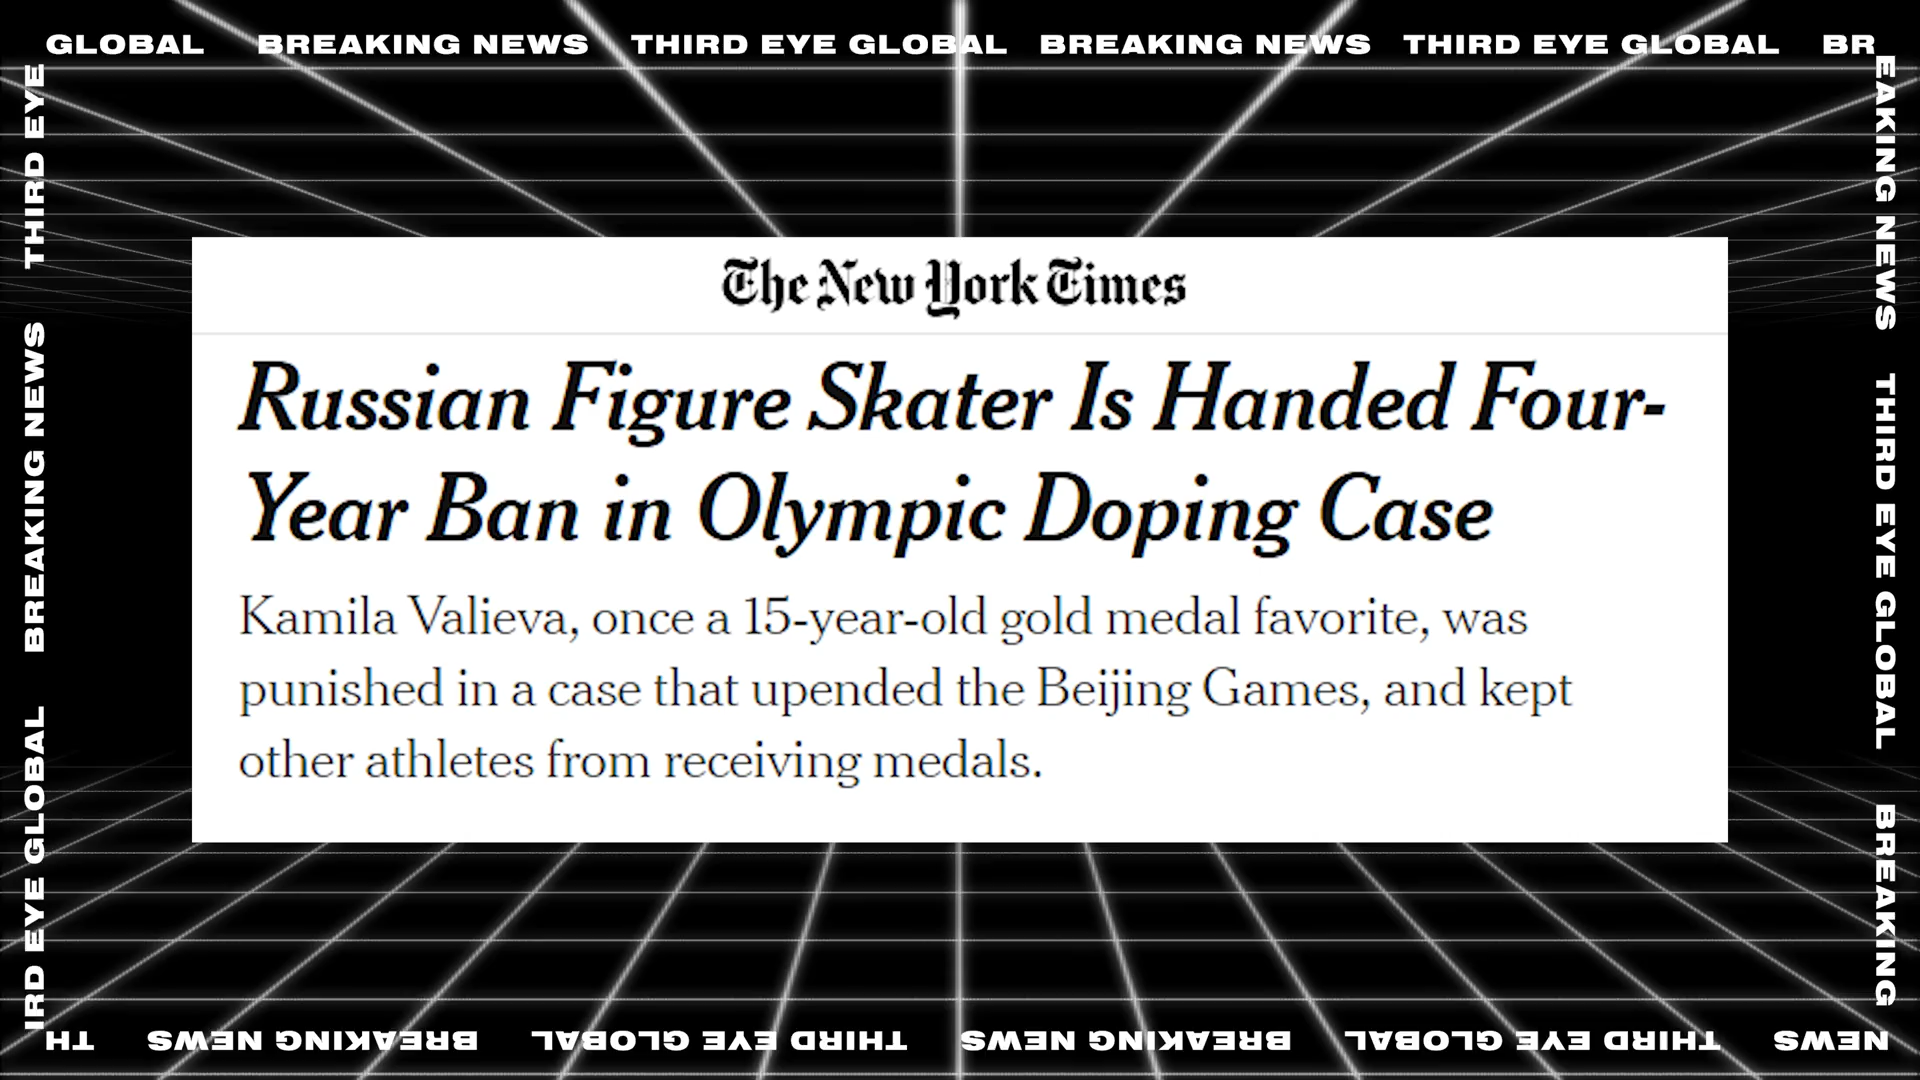 GLOBAL BREAKING NEWS THIRD EYE GLOBAL BREAKING NEWS THIRD EYE GLOBAL BR
EAKING NEWS THIRD EYE GLOBAL BREAKING
The New York Times
Russian Figure Skater Is Handed Four-
Year Ban in Olympic Doping Case
Kamila Valieva, once a 15-year-old gold medal favorite, was
punished in a case that upended the Beijing Games, and kept
other athletes from receiving medals.
NEWS THIRD EYE GLOBAL BREAKING NEWS THIRD EYE GLOBAL BREAKING NEWS TH
IRD EYE GLOBAL BREAKING NEWS THIRD EYE